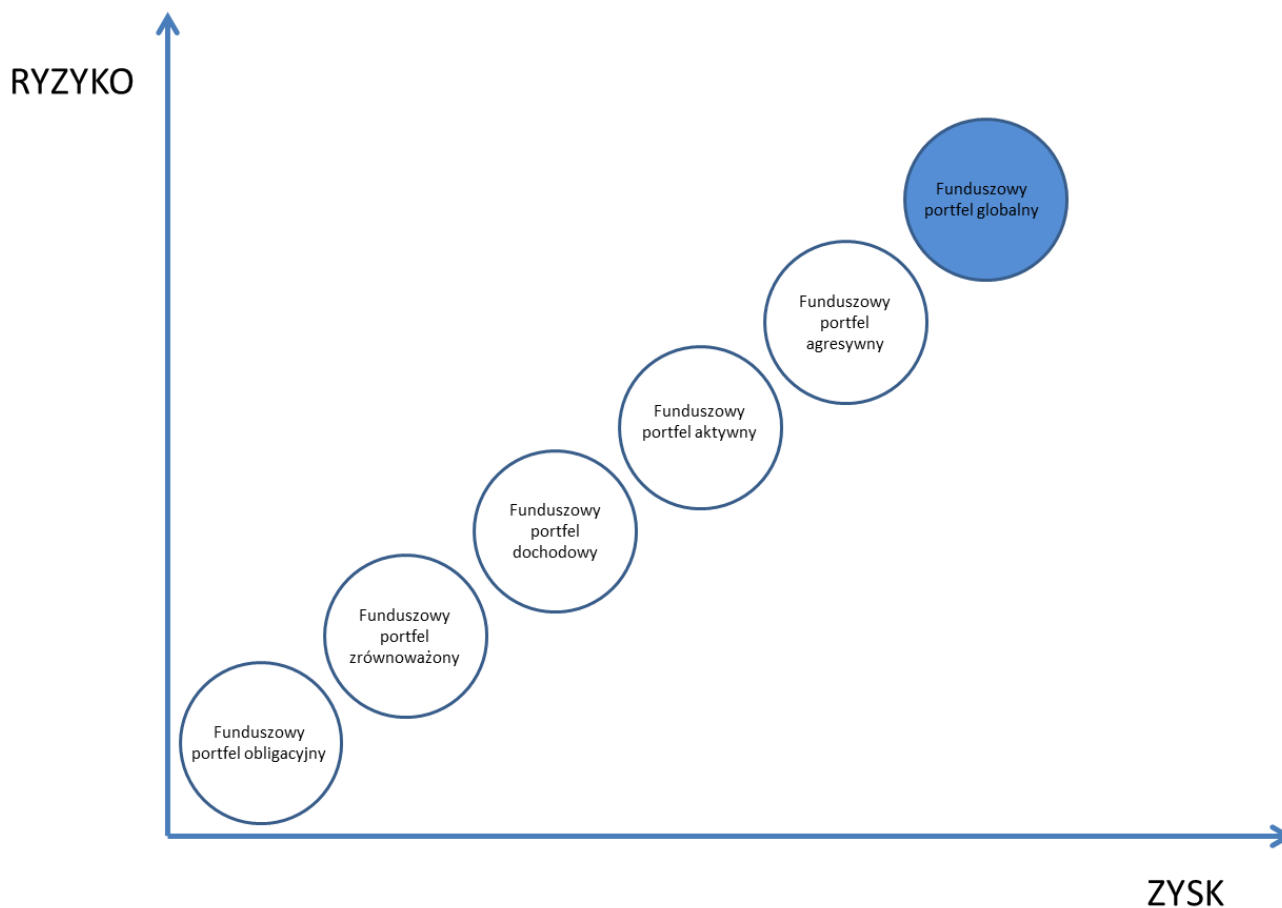 RYZYKO
Funduszowy
portfel globalny
Funduszowy
portfel
agresywny
Funduszowy
portfel aktywny
Funduszowy
portfel
dochodowy
Funduszowy
portfel
zrównoważony
Funduszowy
portfel obligacyjny
ZYSK